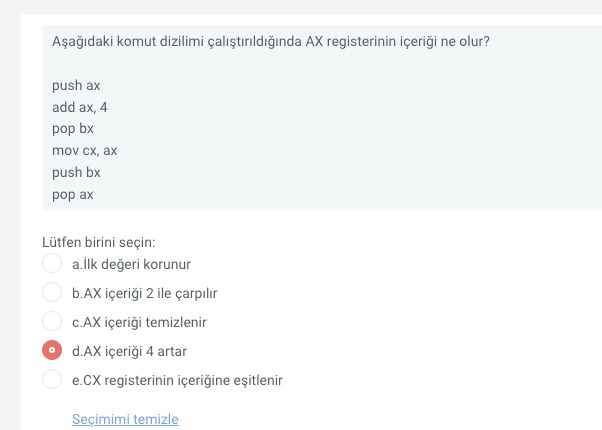 Aşağıdaki komut dizilimi çalıştırıldığında AX registerinin içeriği ne olur?
push ax
add ax, 4
pop bx
mov cx, ax
push bx
pop ax
Lütfen birini seçin:
a.İlk değeri korunur
b.AX içeriği 2 ile çarpılır
c.AX içeriği temizlenir
d.AX içeriği 4 artar
e.CX registerinin içeriğine eşitlenir
Seçimimi temizle